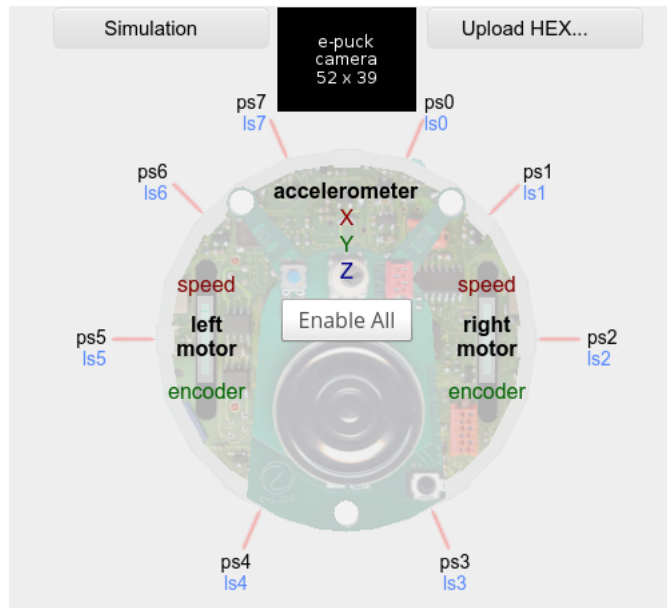 Simulation
e-puck
camera
52 x 39
Upload HEX...
ps7
ls7
ps0
ls0
ps6
ls6
ps1
ls1
accelerometer
X
Y
Z
speed
left
motor
encoder
Enable All
speed
right
motor
encoder
ps5
ls5
ps2
ls2
e-puck
ps4
ls4
ps3
ls3